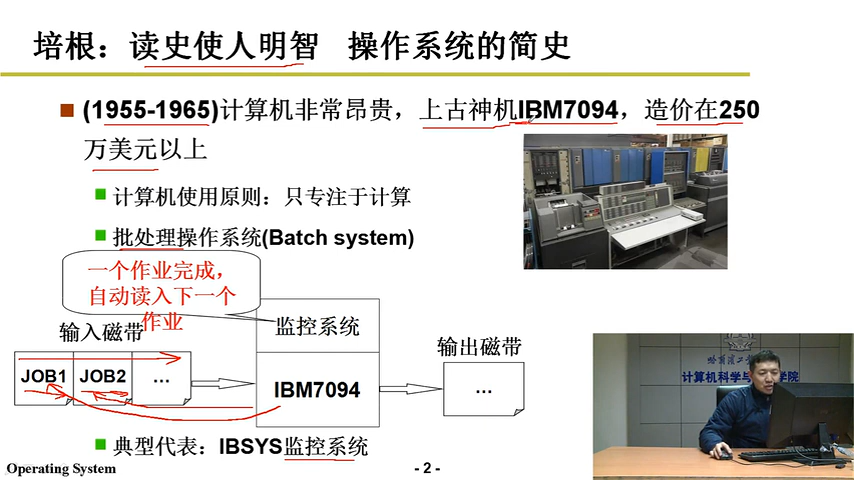 培根：读史使人明智 操作系统的简史
(1955-1965)计算机非常昂贵，上古神机IBM7094，造价在250
万美元以上
计算机使用原则：只专注于计算
批处理操作系统(Batch system)
一个作业完成，
自动读入下一个
作业
输入磁带
监控系统
输出磁带
JOB1 JOB2 …
IBM7094
…
典型代表：IBSYS监控系统
Operating System
- 2 -
计算机科学与
学院